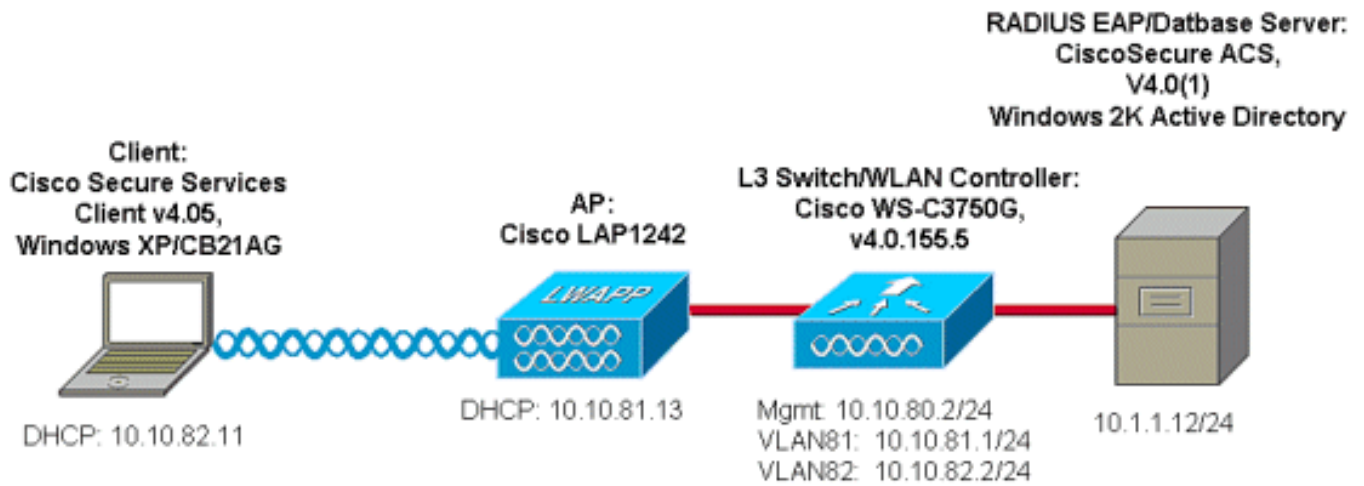 RADIUS EAP/Datbase Server:
CiscoSecure ACS,
V4.0(1)
Windows 2K Active Directory
Client:
Cisco Secure Services
Client v4.05,
Windows XP/CB21AG
AP:
Cisco LAP1242
L3 Switch/WLAN Controller:
Cisco WS-C3750G,
v4.0.155.5
LWAPP
DHCP: 10.10.82.11
DHCP: 10.10.81.13
Mgmt: 10.10.80.2/24
VLAN81: 10.10.81.1/24
VLAN82: 10.10.82.2/24
10.1.1.12/24